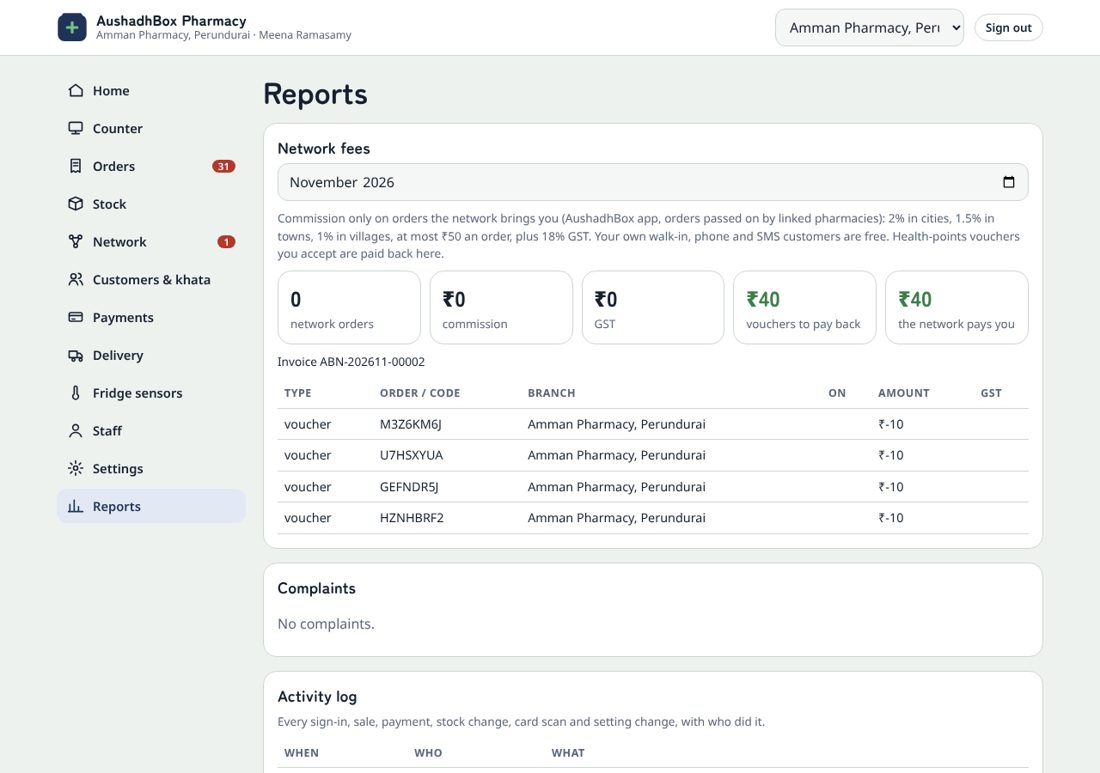 AushadhBox Pharmacy
Amman Pharmacy, Perundurai · Meena Ramasamy
Amman Pharmacy, Peru
Sign out
Home
Counter
Orders 31
Stock
Network 1
Customers & khata
Payments
Delivery
Fridge sensors
Staff
Settings
Reports
Reports
Network fees
November 2026
Commission only on orders the network brings you (AushadhBox app, orders passed on by linked pharmacies): 2% in cities, 1.5% in
towns, 1% in villages, at most ₹50 an order, plus 18% GST. Your own walk-in, phone and SMS customers are free. Health-points vouchers
you accept are paid back here.
0 ₹0 ₹0 ₹40 ₹40
network orders commission GST vouchers to pay back the network pays you
Invoice ABN-202611-00002
TYPE ORDER / CODE BRANCH ON AMOUNT GST
voucher M3Z6KM6J Amman Pharmacy, Perundurai ₹-10
voucher U7HSXYUA Amman Pharmacy, Perundurai ₹-10
voucher GEFNDR5J Amman Pharmacy, Perundurai ₹-10
voucher HZNHBRF2 Amman Pharmacy, Perundurai ₹-10
Complaints
No complaints.
Activity log
Every sign-in, sale, payment, stock change, card scan and setting change, with who did it.
WHEN WHO WHAT